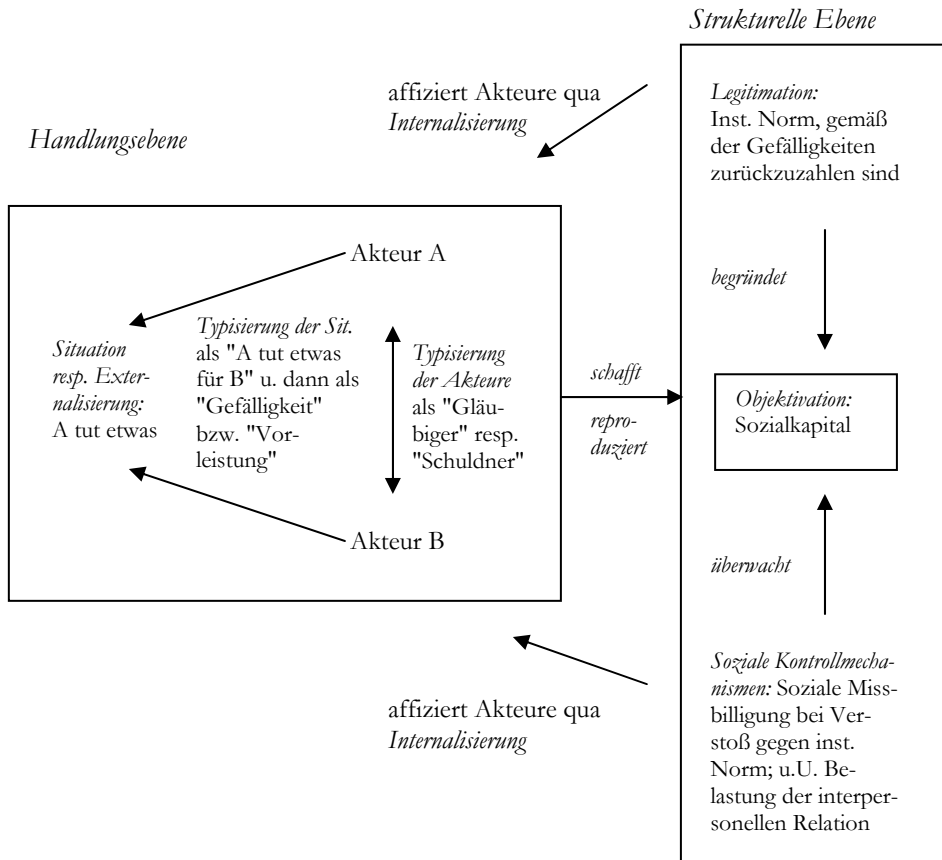 Strukturelle Ebene
affiziert Akteure qua
Internalisierung
Handlungsebene
Legitimation:
Inst. Norm, gemäß
der Gefälligkeiten
zurückzuzahlen sind
Akteur A
Situation
resp. Exter-
nalisierung:
A tut etwas
Typisierung der Sit.
als "A tut etwas
für B" u. dann als
"Gefälligkeit"
bzw. "Vor-
leistung"
Typisierung
der Akteure
als "Gläu-
biger" resp.
"Schuldner"
Akteur B
schafft
repro-
duziert
begründet
Objektivation:
Sozialkapital
überwacht
affiziert Akteure qua
Internalisierung
Soziale Kontrollmecha-
nismen: Soziale Miss-
billigung bei Ver-
stoß gegen inst.
Norm; u.U. Be-
lastung der interper-
sonellen Relation